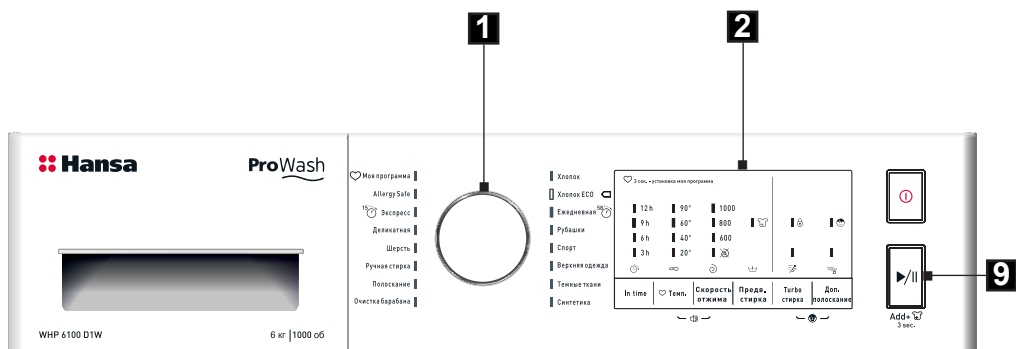 1
2
Hansa
ProWash
Моя программа
Allergy Safe
15' Экспресс
Деликатная
Шерсть
Ручная стирка
Полоскание
Очистка барабана
Хлопок
Хлопок ECO
Ежедневная 58'
Рубашки
Спорт
Верхняя одежда
Темные ткани
Синтетика
3 сек. - установка моя программа
12 h 90° 1000
9 h 60° 800
6 h 40° 600
3 h 20°
In time Темп. Скорость отжима Предв. стирка Turbo стирка Доп. полоскание
9
Add+
3 sec.
WHP 6100 D1W
6 кг | 1000 об